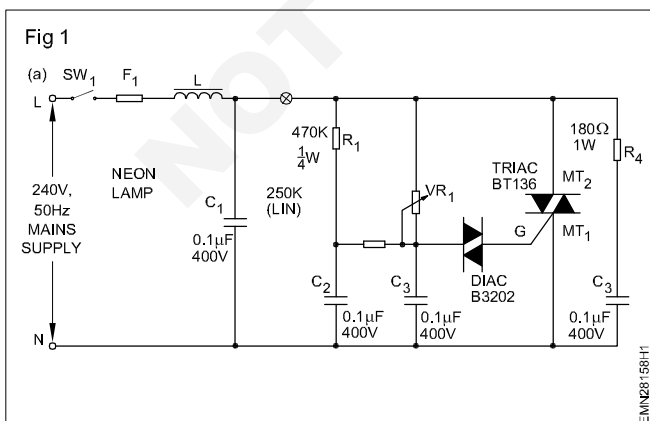 NOT
Fig 1
(a) SW1 F1 L
L
NEON
LAMP
240V,
50Hz
MAINS
SUPPLY
C1
0.1µF
400V
250K
(LIN)
470K
1/4W
R1
VR1
TRIAC
BT136
MT2
MT1
G
DIAC
B3202
180Ω
1W
R4
C2
0.1µF
400V
C3
0.1µF
400V
C3
0.1µF
400V
N
EMN28158H1